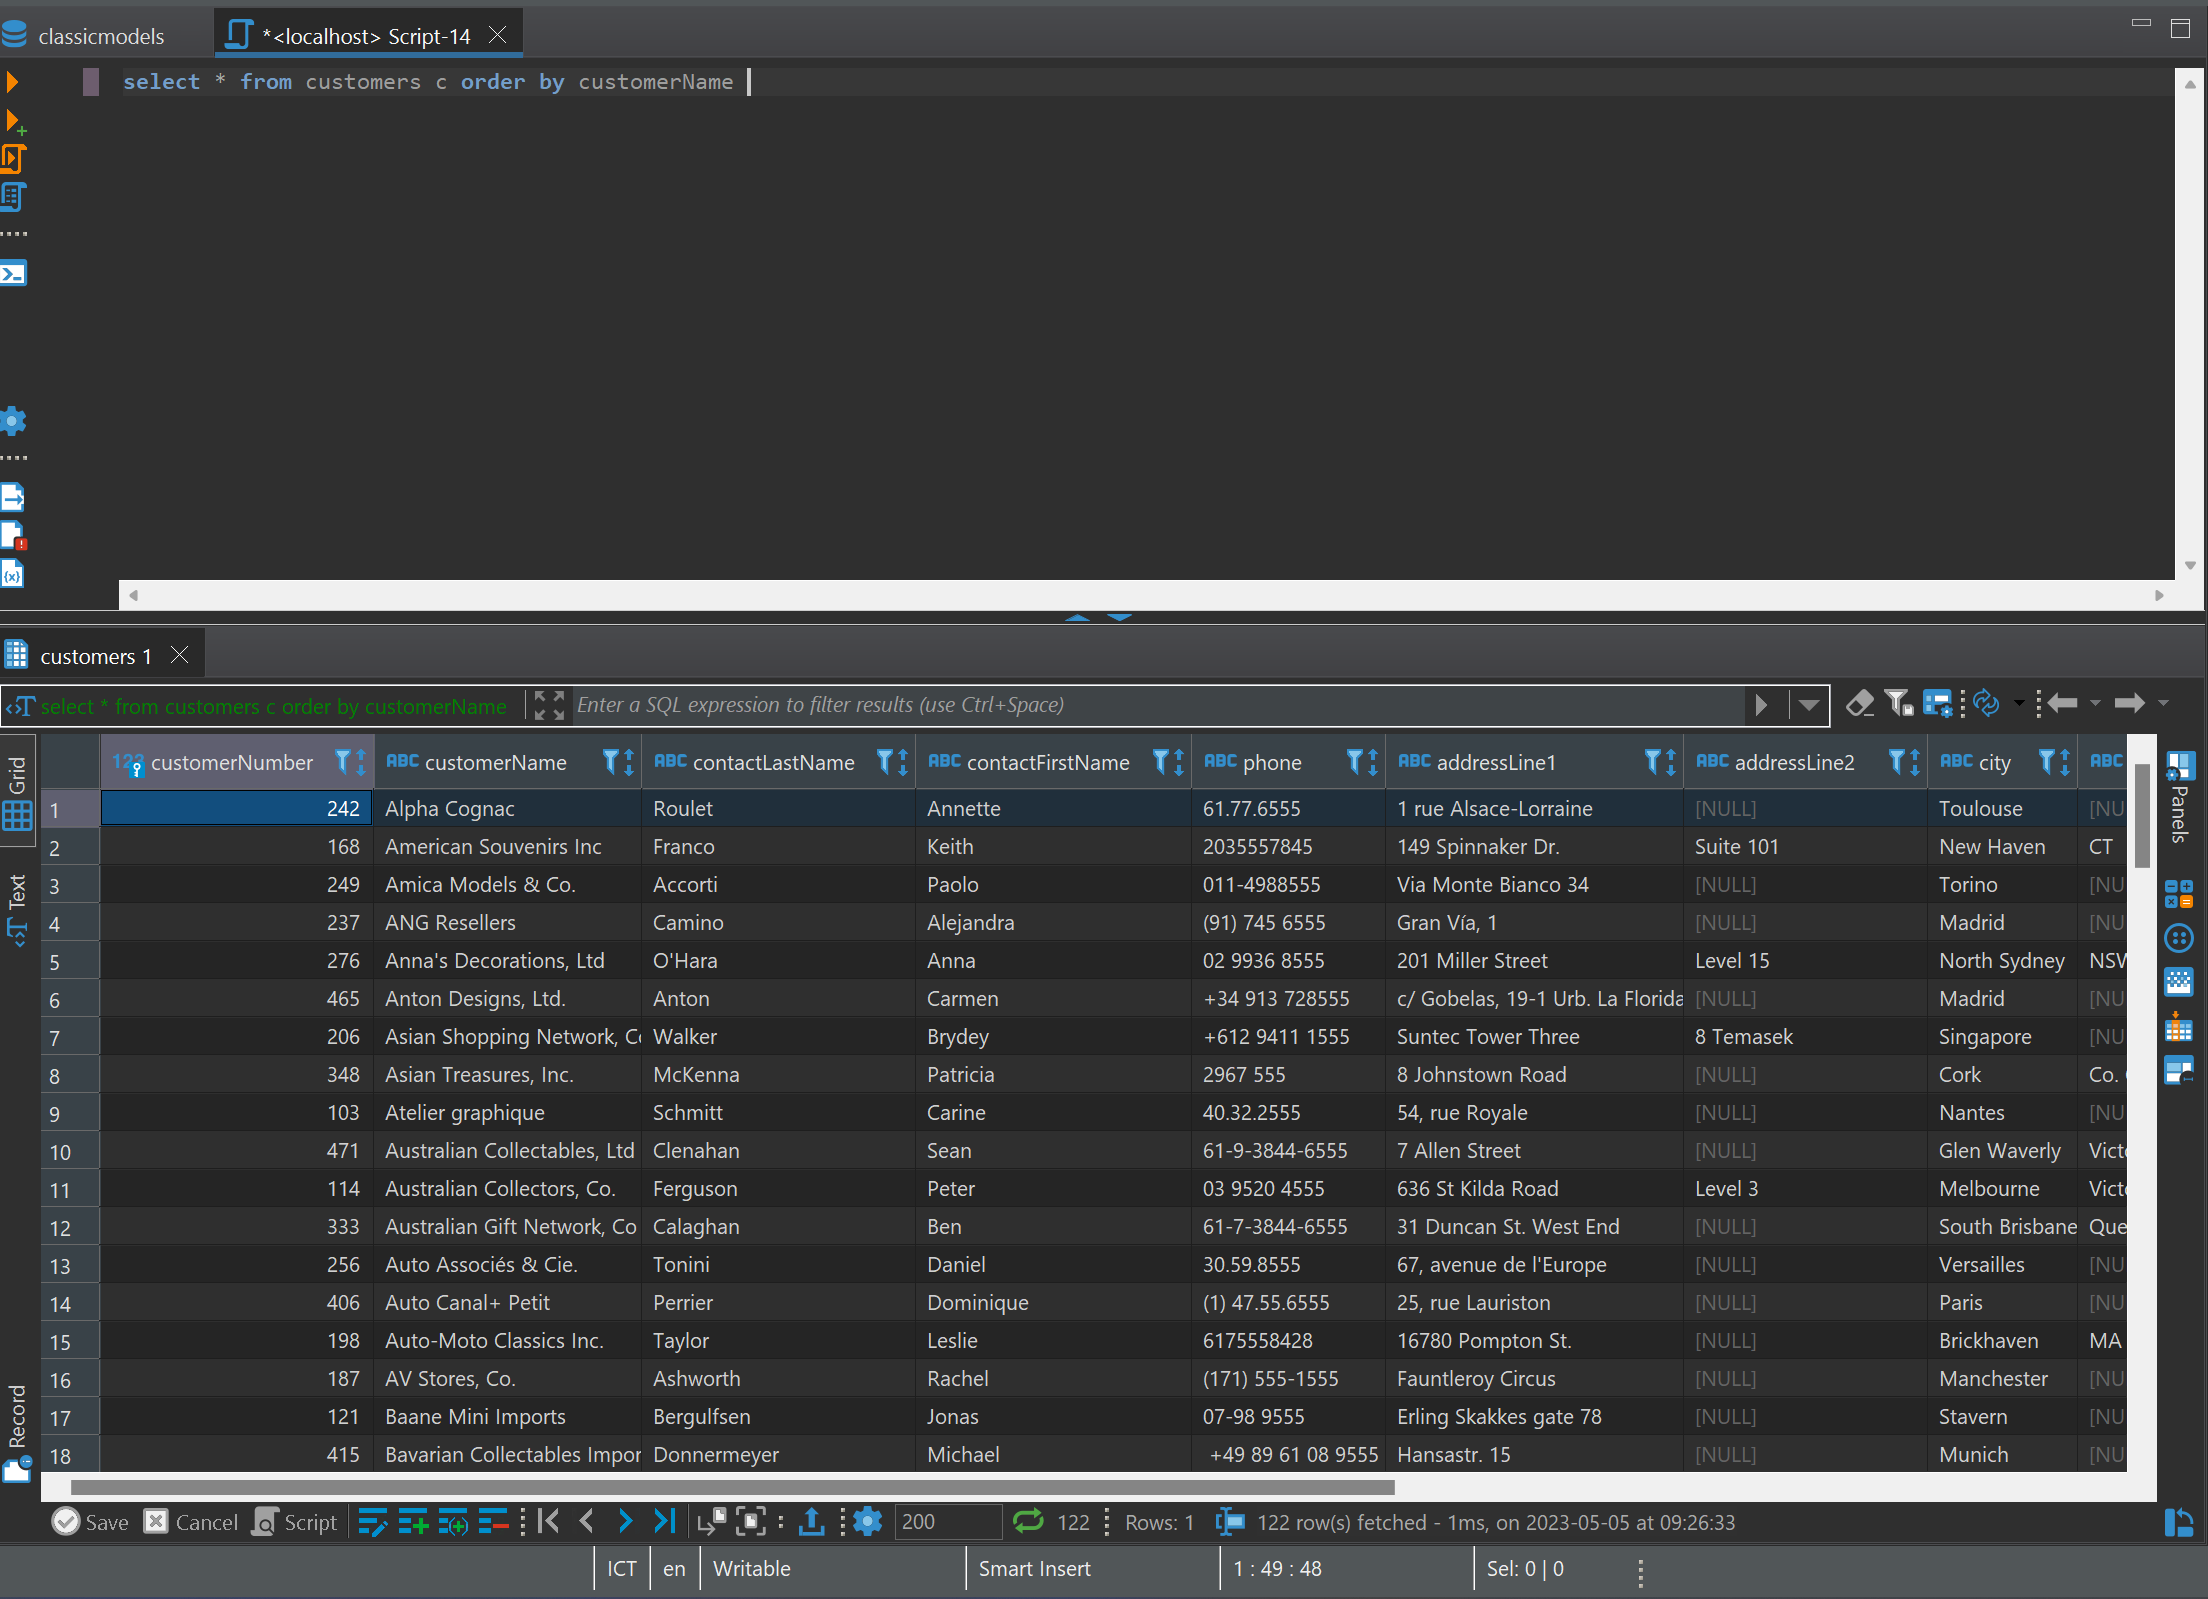 classicmodels
*<localhost> Script-14
select * from customers c order by customerName
customers 1
select * from customers c order by customerName
Enter a SQL expression to filter results (use Ctrl+Space)
Grid
Text
Record
Panels
123 customerNumber ABC customerName ABC contactLastName ABC contactFirstName ABC phone ABC addressLine1 ABC addressLine2 ABC city ABC
1 242 Alpha Cognac Roulet Annette 61.77.6555 1 rue Alsace-Lorraine [NULL] Toulouse [NU
2 168 American Souvenirs Inc Franco Keith 2035557845 149 Spinnaker Dr. Suite 101 New Haven CT
3 249 Amica Models & Co. Accorti Paolo 011-4988555 Via Monte Bianco 34 [NULL] Torino [NU
4 237 ANG Resellers Camino Alejandra (91) 745 6555 Gran Vía, 1 [NULL] Madrid [NU
5 276 Anna's Decorations, Ltd O'Hara Anna 02 9936 8555 201 Miller Street Level 15 North Sydney NSW
6 465 Anton Designs, Ltd. Anton Carmen +34 913 728555 c/ Gobelas, 19-1 Urb. La Florida [NULL] Madrid [NU
7 206 Asian Shopping Network, Co Walker Brydey +612 9411 1555 Suntec Tower Three 8 Temasek Singapore [NU
8 348 Asian Treasures, Inc. McKenna Patricia 2967 555 8 Johnstown Road [NULL] Cork Co.
9 103 Atelier graphique Schmitt Carine 40.32.2555 54, rue Royale [NULL] Nantes [NU
10 471 Australian Collectables, Ltd Clenahan Sean 61-9-3844-6555 7 Allen Street [NULL] Glen Waverly Victo
11 114 Australian Collectors, Co. Ferguson Peter 03 9520 4555 636 St Kilda Road Level 3 Melbourne Victo
12 333 Australian Gift Network, Co Calaghan Ben 61-7-3844-6555 31 Duncan St. West End [NULL] South Brisbane Que
13 256 Auto Associés & Cie. Tonini Daniel 30.59.8555 67, avenue de l'Europe [NULL] Versailles [NU
14 406 Auto Canal+ Petit Perrier Dominique (1) 47.55.6555 25, rue Lauriston [NULL] Paris [NU
15 198 Auto-Moto Classics Inc. Taylor Leslie 6175558428 16780 Pompton St. [NULL] Brickhaven MA
16 187 AV Stores, Co. Ashworth Rachel (171) 555-1555 Fauntleroy Circus [NULL] Manchester [NU
17 121 Baane Mini Imports Bergulfsen Jonas 07-98 9555 Erling Skakkes gate 78 [NULL] Stavern [NU
18 415 Bavarian Collectables Impor Donnermeyer Michael +49 89 61 08 9555 Hansastr. 15 [NULL] Munich [NU
Save Cancel Script 200 122 Rows: 1 122 row(s) fetched - 1ms, on 2023-05-05 at 09:26:33
ICT en Writable Smart Insert 1 : 49 : 48 Sel: 0 | 0